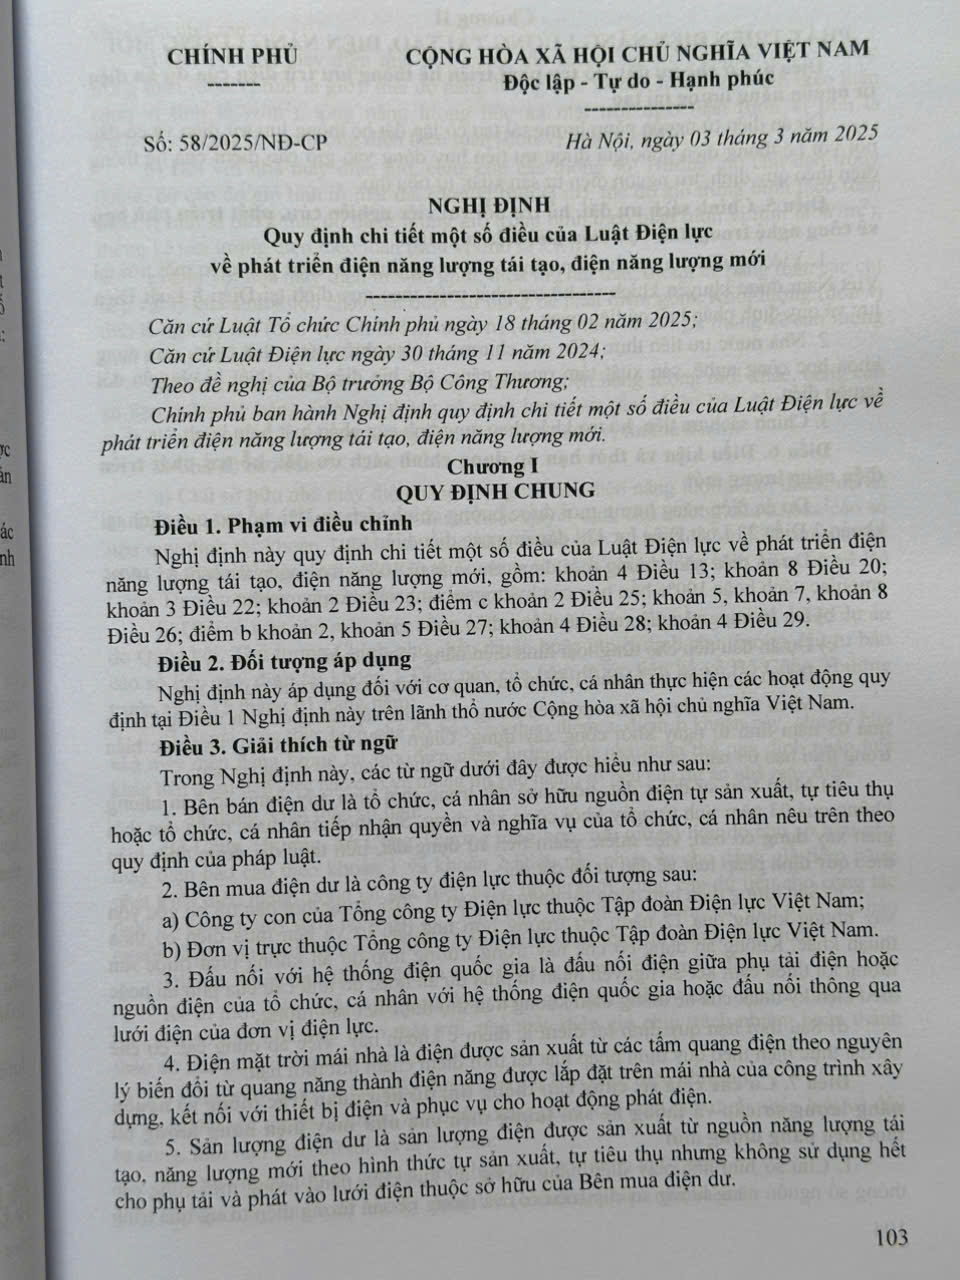 CHÍNH PHỦ
-------
CỘNG HÒA XÃ HỘI CHỦ NGHĨA VIỆT NAM
Độc lập - Tự do - Hạnh phúc
---------------
Số: 58/2025/NĐ-CP
Hà Nội, ngày 03 tháng 3 năm 2025
NGHỊ ĐỊNH
Quy định chi tiết một số điều của Luật Điện lực
về phát triển điện năng lượng tái tạo, điện năng lượng mới
----------------------------------
Căn cứ Luật Tổ chức Chính phủ ngày 18 tháng 02 năm 2025;
Căn cứ Luật Điện lực ngày 30 tháng 11 năm 2024;
Theo đề nghị của Bộ trưởng Bộ Công Thương;
Chính phủ ban hành Nghị định quy định chi tiết một số điều của Luật Điện lực về
phát triển điện năng lượng tái tạo, điện năng lượng mới.
Chương I
QUY ĐỊNH CHUNG
Điều 1. Phạm vi điều chỉnh
Nghị định này quy định chi tiết một số điều của Luật Điện lực về phát triển điện
năng lượng tái tạo, điện năng lượng mới, gồm: khoản 4 Điều 13; khoản 8 Điều 20;
khoản 3 Điều 22; khoản 2 Điều 23; điểm c khoản 2 Điều 25; khoản 5, khoản 7, khoản 8
Điều 26; điểm b khoản 2, khoản 5 Điều 27; khoản 4 Điều 28; khoản 4 Điều 29.
Điều 2. Đối tượng áp dụng
Nghị định này áp dụng đối với cơ quan, tổ chức, cá nhân thực hiện các hoạt động quy
định tại Điều 1 Nghị định này trên lãnh thổ nước Cộng hòa xã hội chủ nghĩa Việt Nam.
Điều 3. Giải thích từ ngữ
Trong Nghị định này, các từ ngữ dưới đây được hiểu như sau:
1. Bên bán điện dư là tổ chức, cá nhân sở hữu nguồn điện tự sản xuất, tự tiêu thụ
hoặc tổ chức, cá nhân tiếp nhận quyền và nghĩa vụ của tổ chức, cá nhân nêu trên theo
quy định của pháp luật.
2. Bên mua điện dư là công ty điện lực thuộc đối tượng sau:
a) Công ty con của Tổng công ty Điện lực thuộc Tập đoàn Điện lực Việt Nam;
b) Đơn vị trực thuộc Tổng công ty Điện lực thuộc Tập đoàn Điện lực Việt Nam.
3. Đấu nối với hệ thống điện quốc gia là đấu nối điện giữa phụ tải điện hoặc
nguồn điện của tổ chức, cá nhân với hệ thống điện quốc gia hoặc đấu nối thông qua
lưới điện của đơn vị điện lực.
4. Điện mặt trời mái nhà là điện được sản xuất từ các tấm quang điện theo nguyên
lý biến đổi từ quang năng thành điện năng được lắp đặt trên mái nhà của công trình xây
dựng, kết nối với thiết bị điện và phục vụ cho hoạt động phát điện.
5. Sản lượng điện dư là sản lượng điện được sản xuất từ nguồn năng lượng tái
tạo, năng lượng mới theo hình thức tự sản xuất, tự tiêu thụ nhưng không sử dụng hết
cho phụ tải và phát vào lưới điện thuộc sở hữu của Bên mua điện dư.
103